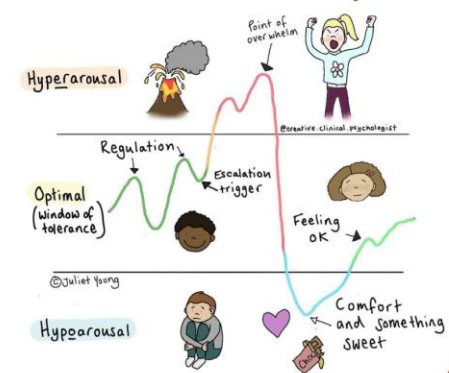 Point of
overwhelm
Hyperarousal
@creative.clinical.psychologist
Regulation
Escalation
trigger
Optimal
(window of
tolerance)
Feeling
OK
©Juliet Young
Hypoarousal
Comfort
and something
sweet
Choc